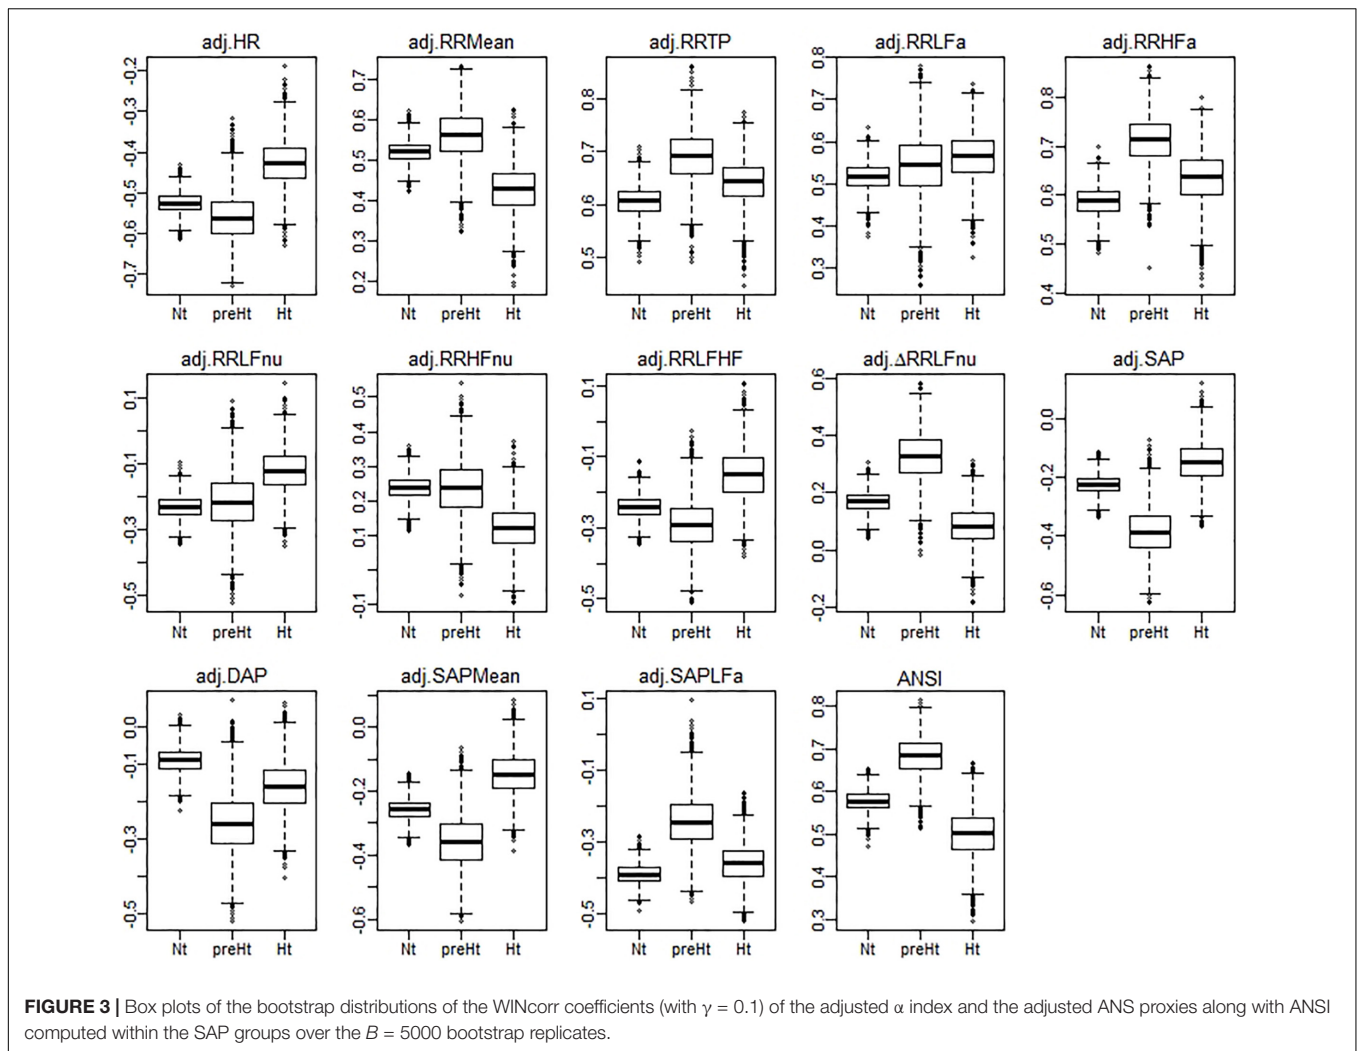 adj.HR adj.RRMean adj.RRTP adj.RRLFa adj.RRHFa
-0.2 -0.3 -0.4 -0.5 -0.6 -0.7
0.7 0.6 0.5 0.4 0.3 0.2
0.8 0.7 0.6 0.5
0.8 0.7 0.6 0.5 0.4 0.3
0.8 0.7 0.6 0.5 0.4
Nt preHt Ht Nt preHt Ht Nt preHt Ht Nt preHt Ht Nt preHt Ht
adj.RRLFnu adj.RRHFnu adj.RRLFHF adj.ΔRRLFnu adj.SAP
0.1 -0.1 -0.3 -0.5
0.5 0.4 0.3 0.2 0.1 -0.1
0.1 -0.1 -0.3 -0.5
0.6 0.4 0.2 0.0 -0.2
0.0 -0.2 -0.4 -0.6
Nt preHt Ht Nt preHt Ht Nt preHt Ht Nt preHt Ht Nt preHt Ht
adj.DAP adj.SAPMean adj.SAPLFa ANSI
0.0 -0.1 -0.3 -0.5
0.0 -0.2 -0.4 -0.6
0.1 -0.1 -0.3 -0.5
0.8 0.7 0.6 0.5 0.4 0.3
Nt preHt Ht Nt preHt Ht Nt preHt Ht Nt preHt Ht
FIGURE 3 | Box plots of the bootstrap distributions of the WINcorr coefficients (with γ = 0.1) of the adjusted α index and the adjusted ANS proxies along with ANSI
computed within the SAP groups over the B = 5000 bootstrap replicates.